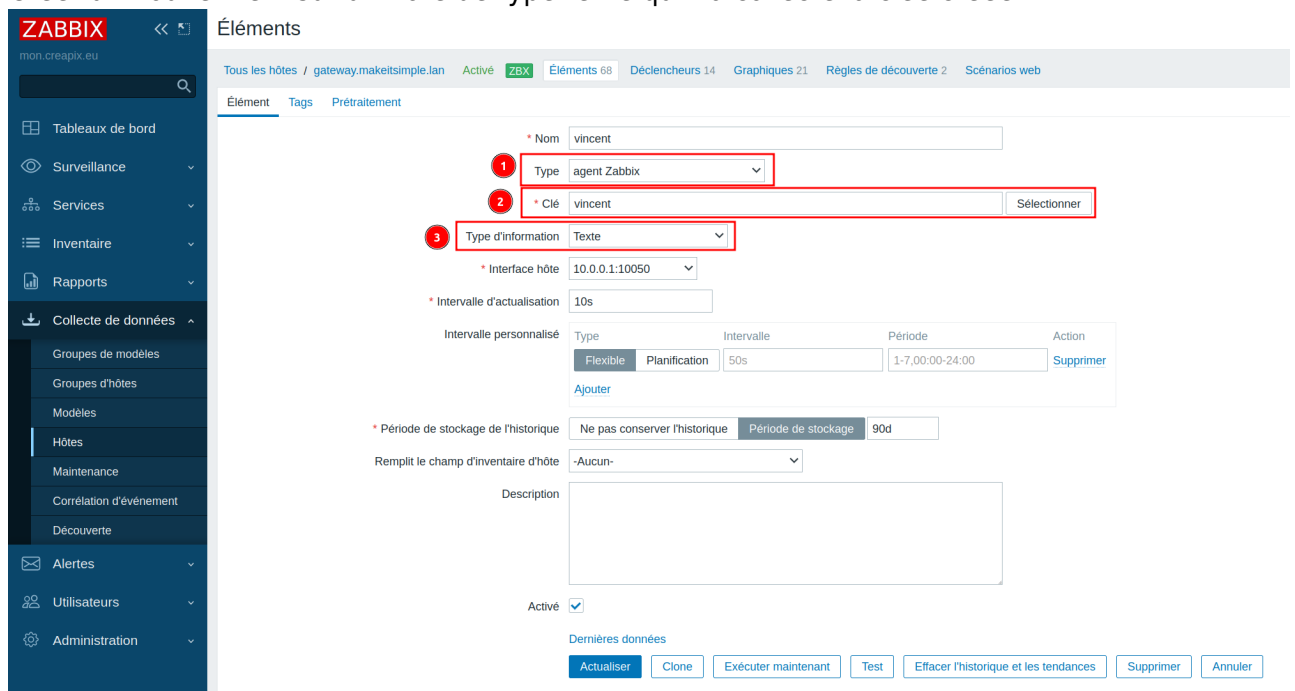 ZABBIX
mon.creapix.eu
Tableaux de bord
Surveillance
Services
Inventaire
Rapports
Collecte de données
Groupes de modèles
Groupes d'hôtes
Modèles
Hôtes
Maintenance
Corrélation d'événement
Découverte
Alertes
Utilisateurs
Administration
Éléments
Tous les hôtes / gateway.makeitsimple.lan Activé ZBX Éléments 68 Déclencheurs 14 Graphiques 21 Règles de découverte 2 Scénarios web
Élément Tags Prétraitement
* Nom vincent
1 Type agent Zabbix
2 * Clé vincent Sélectionner
3 Type d'information Texte
* Interface hôte 10.0.0.1:10050
* Intervalle d'actualisation 10s
Intervalle personnalisé Type Intervalle Période Action
Flexible Planification 50s 1-7,00:00-24:00 Supprimer
Ajouter
* Période de stockage de l'historique Ne pas conserver l'historique Période de stockage 90d
Remplit le champ d'inventaire d'hôte -Aucun-
Description
Activé
Dernières données
Actualiser Clone Exécuter maintenant Test Effacer l'historique et les tendances Supprimer Annuler